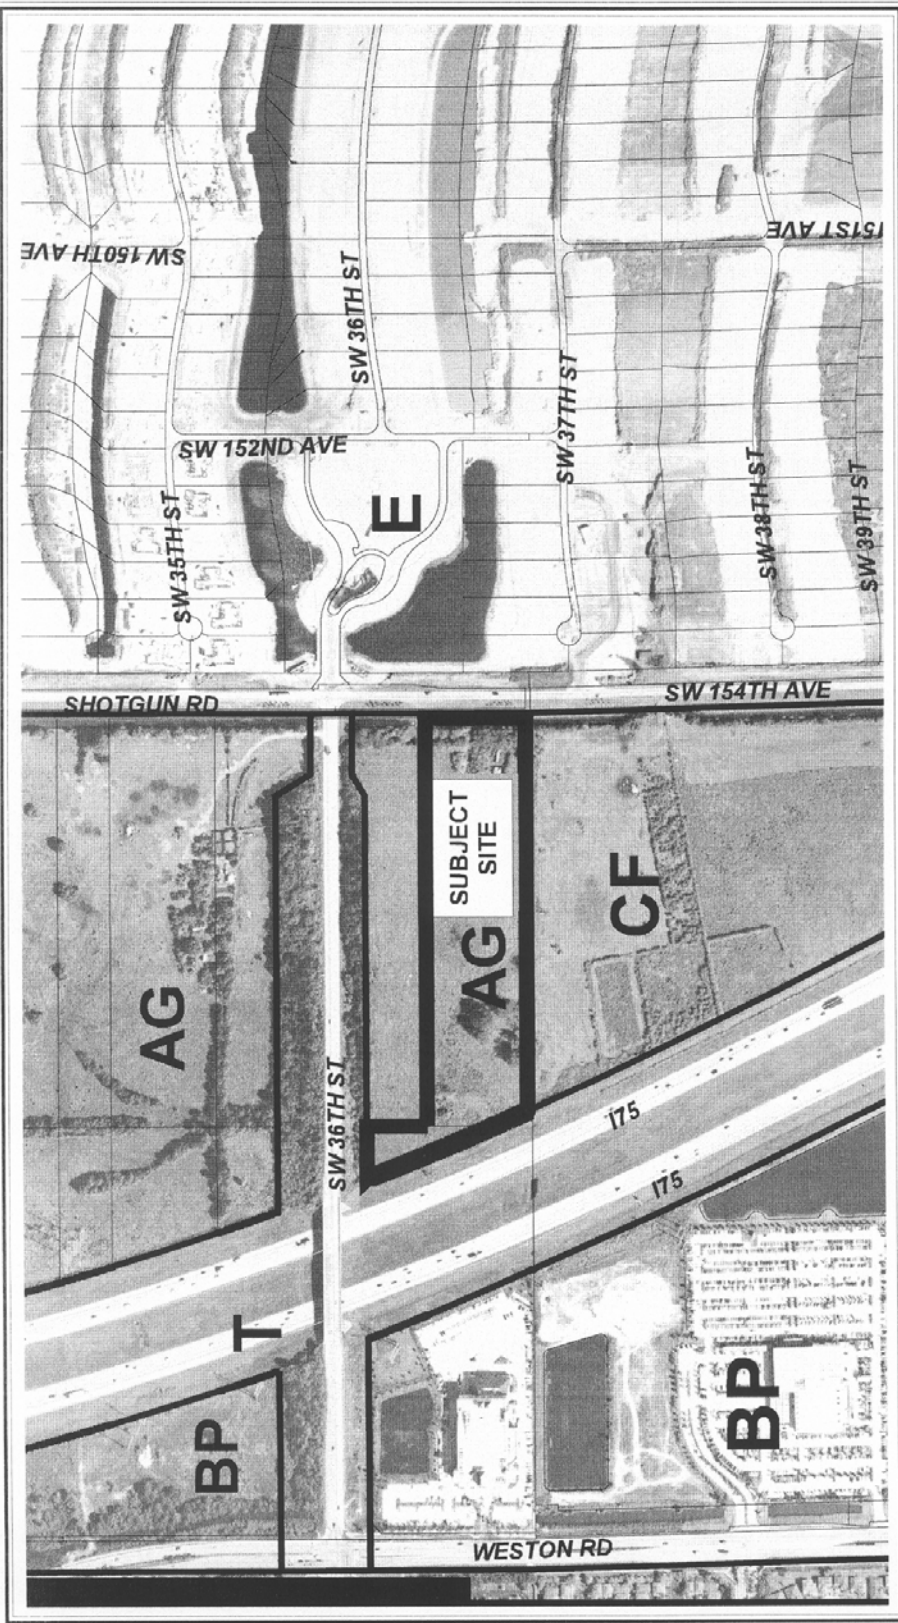 SW 150TH AVE
151ST AVE
SW 36TH ST
SW 37TH ST
SW 152ND AVE
SW 35TH ST
E
SW 38TH ST
SW 39TH ST
SHOTGUN RD
SW 154TH AVE
SUBJECT
SITE
CF
AG
AG
SW 36TH ST
I75
I75
T
BP
BP
WESTON RD